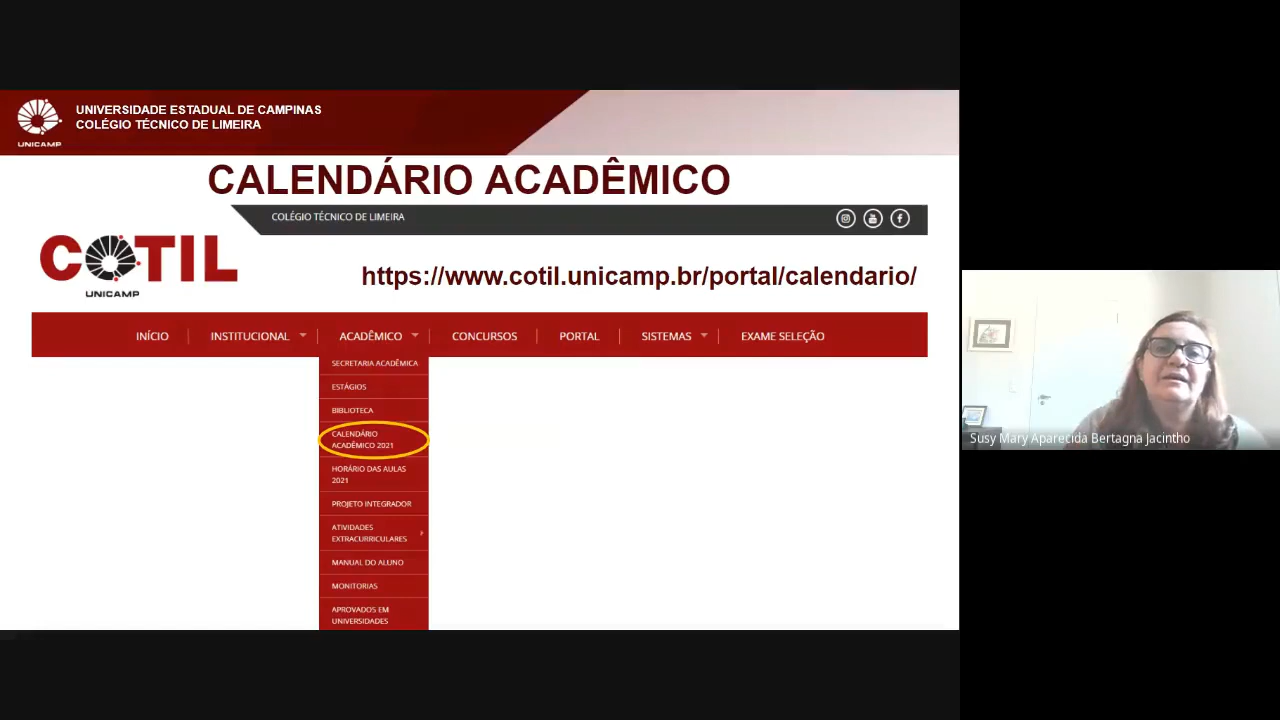 UNIVERSIDADE ESTADUAL DE CAMPINAS
COLÉGIO TÉCNICO DE LIMEIRA
UNICAMP
CALENDÁRIO ACADÊMICO
COLÉGIO TÉCNICO DE LIMEIRA
COTIL
UNICAMP
https://www.cotil.unicamp.br/portal/calendario/
INÍCIO
INSTITUCIONAL
ACADÊMICO
CONCURSOS
PORTAL
SISTEMAS
EXAME SELEÇÃO
SECRETARIA ACADÊMICA
ESTÁGIOS
BIBLIOTECA
CALENDÁRIO
ACADÊMICO 2021
HORÁRIO DAS AULAS
2021
PROJETO INTEGRADOR
ATIVIDADES
EXTRACURRICULARES
MANUAL DO ALUNO
MONITORIAS
APROVADOS EM
UNIVERSIDADES
Susy Mary Aparecida Bertagna Jacintho